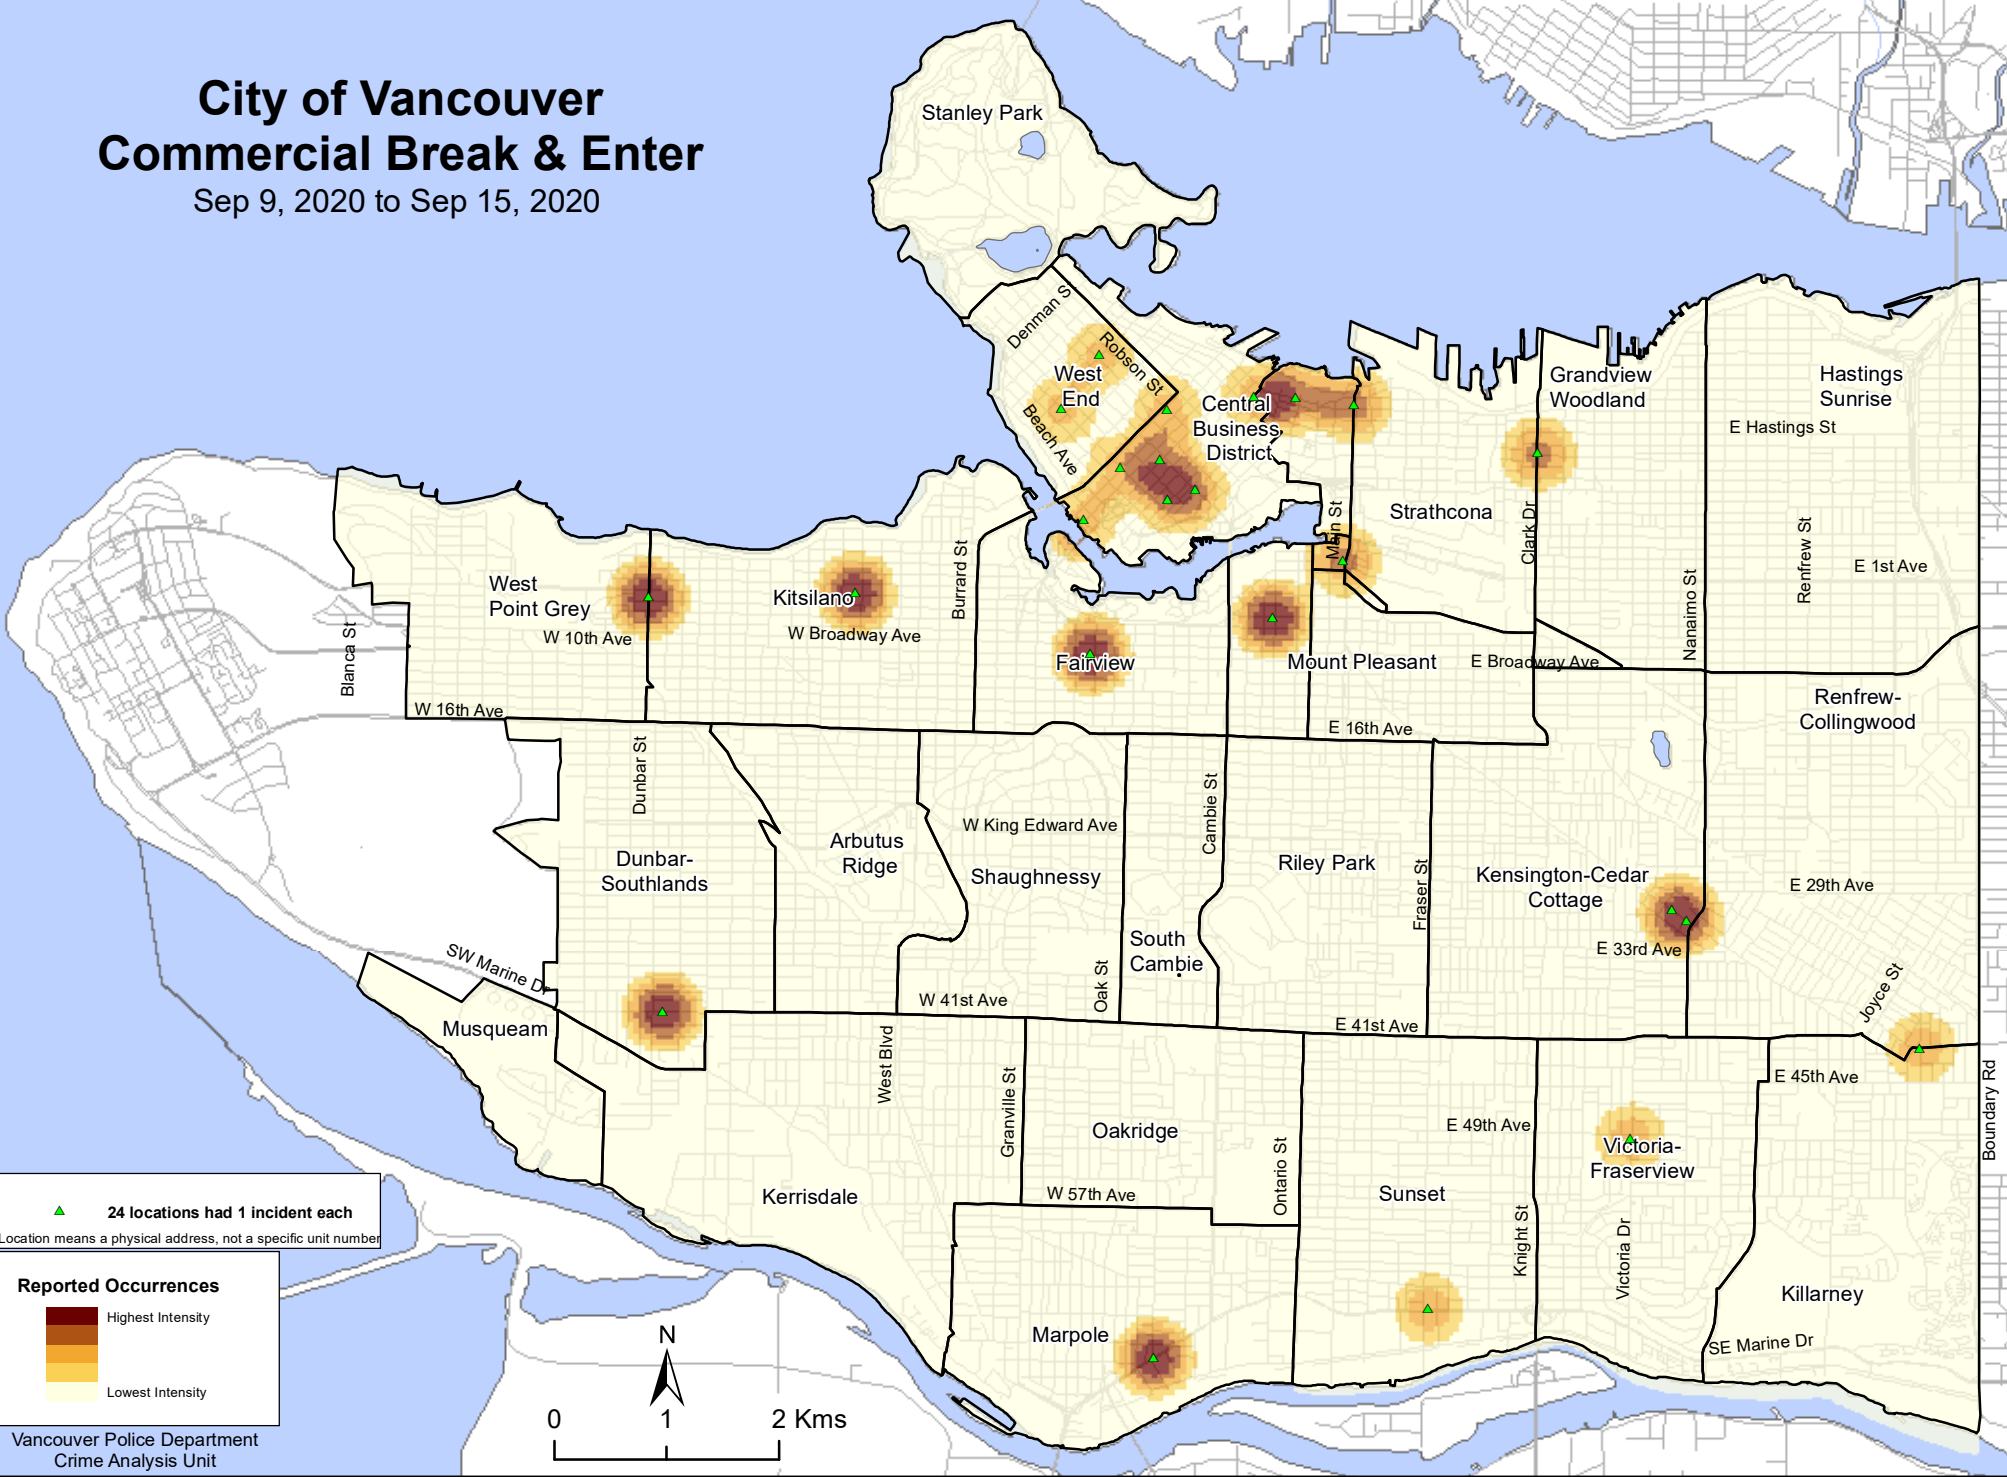 City of Vancouver
Commercial Break & Enter
Sep 9, 2020 to Sep 15, 2020
Stanley Park
Denman S
Robson St
West
End
Beach Ave
Central
Business
District
Grandview
Woodland
Hastings
Sunrise
E Hastings St
Strathcona
Main St
Clark Dr
Renfrew St
E 1st Ave
Nanaimo St
West
Point Grey
W 10th Ave
Kitsilano
W Broadway Ave
Burrard St
Blanca St
Fairview
Mount Pleasant
E Broadway Ave
W 16th Ave
E 16th Ave
Renfrew-
Collingwood
Dunbar St
Cambie St
W King Edward Ave
Arbutus
Ridge
Dunbar-
Southlands
Shaughnessy
Riley Park
Fraser St
Kensington-Cedar
Cottage
E 29th Ave
E 33rd Ave
South
Cambie
Oak St
SW Marine Dr
W 41st Ave
E 41st Ave
Joyce St
Musqueam
West Blvd
Granville St
Oakridge
Ontario St
E 49th Ave
E 45th Ave
Boundary Rd
Victoria-
Fraserview
Kerrisdale
W 57th Ave
Sunset
Knight St
Victoria Dr
Killarney
SE Marine Dr
Marpole
24 locations had 1 incident each
Location means a physical address, not a specific unit number
Reported Occurrences
Highest Intensity
Lowest Intensity
Vancouver Police Department
Crime Analysis Unit
N
0 1 2 Kms